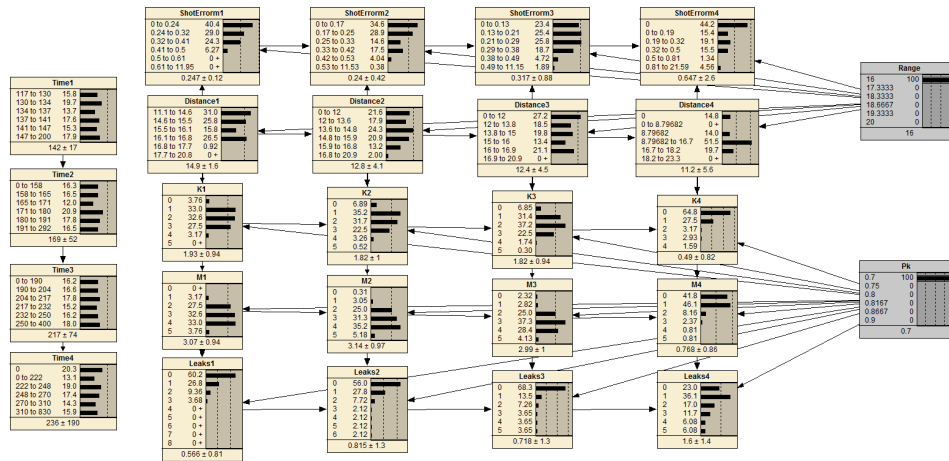 ShotErrorm1
0 to 0.24 40.4
0.24 to 0.32 29.0
0.32 to 0.41 24.3
0.41 to 0.5 6.27
0.5 to 0.61 0 +
0.61 to 11.95 0 +
0.247 ± 0.12
ShotErrorm2
0 to 0.17 34.6
0.17 to 0.25 28.9
0.25 to 0.33 14.6
0.33 to 0.42 17.5
0.42 to 0.53 4.04
0.53 to 11.53 0.38
0.24 ± 0.42
ShotErrorm3
0 to 0.13 23.4
0.13 to 0.21 25.4
0.21 to 0.29 25.8
0.29 to 0.38 18.7
0.38 to 0.49 4.72
0.49 to 11.15 1.89
0.317 ± 0.88
ShotErrorm4
0 44.2
0 to 0.19 15.4
0.19 to 0.32 19.1
0.32 to 0.5 15.5
0.5 to 0.81 1.34
0.81 to 21.59 4.56
0.647 ± 2.6
Range
16 100
17.3333 0
18.3333 0
18.6667 0
19.3333 0
20 0
16
Time1
117 to 130 15.8
130 to 134 19.7
134 to 137 13.7
137 to 141 17.6
141 to 147 15.3
147 to 200 17.9
142 ± 17
Distance1
11.1 to 14.6 31.0
14.6 to 15.5 25.8
15.5 to 16.1 15.8
16.1 to 16.8 26.5
16.8 to 17.7 0.92
17.7 to 20.8 0 +
14.9 ± 1.6
Distance2
0 to 12 21.6
12 to 13.6 17.9
13.6 to 14.8 24.3
14.8 to 15.9 20.9
15.9 to 16.8 13.2
16.8 to 20.9 2.00
12.8 ± 4.1
Distance3
0 to 12 27.2
12 to 13.8 18.5
13.8 to 15 19.8
15 to 16 13.4
16 to 16.9 21.1
16.9 to 20.9 0 +
12.4 ± 4.5
Distance4
0 14.8
0 to 8.79682 0 +
8.79682 14.0
8.79682 to 16.7 51.5
16.7 to 18.2 19.7
18.2 to 23.3 0 +
11.2 ± 5.6
Time2
0 to 158 16.3
158 to 165 16.5
165 to 171 12.0
171 to 180 20.9
180 to 191 17.8
191 to 292 16.5
169 ± 52
K1
0 3.76
1 33.0
2 32.6
3 27.5
4 3.17
5 0 +
1.93 ± 0.94
K2
0 6.89
1 35.2
2 31.7
3 22.5
4 3.26
5 0.52
1.82 ± 1
K3
0 6.85
1 31.4
2 37.2
3 22.5
4 1.74
5 0.30
1.82 ± 0.94
K4
0 64.8
1 27.5
2 3.17
3 2.93
4 1.59
0.49 ± 0.82
Time3
0 to 190 16.2
190 to 204 16.6
204 to 217 17.8
217 to 232 15.2
232 to 250 16.2
250 to 400 18.0
217 ± 74
M1
0 0 +
1 3.17
2 27.5
3 32.6
4 33.0
5 3.76
3.07 ± 0.94
M2
0 0.31
1 3.05
2 25.0
3 31.3
4 35.2
5 5.18
3.14 ± 0.97
M3
0 2.32
1 2.82
2 25.0
3 37.3
4 28.4
5 4.13
2.99 ± 1
M4
0 41.8
1 46.1
2 8.16
3 2.37
4 0.81
5 0.81
0.768 ± 0.86
Pk
0.7 100
0.75 0
0.8 0
0.8167 0
0.8667 0
0.9 0
0.7
Time4
0 20.3
0 to 222 13.1
222 to 248 19.0
248 to 270 17.4
270 to 310 14.3
310 to 830 15.9
236 ± 190
Leaks1
0 60.2
1 26.8
2 9.36
3 3.68
4 0 +
5 0 +
6 0 +
7 0 +
8 0 +
0.566 ± 0.81
Leaks2
0 56.0
1 27.8
2 7.72
3 2.12
4 2.12
5 2.12
6 2.12
0.815 ± 1.3
Leaks3
0 68.3
1 13.5
2 7.26
3 3.65
4 3.65
5 3.65
0.718 ± 1.3
Leaks4
0 23.0
1 36.1
2 17.0
3 11.7
4 6.08
5 6.08
1.6 ± 1.4